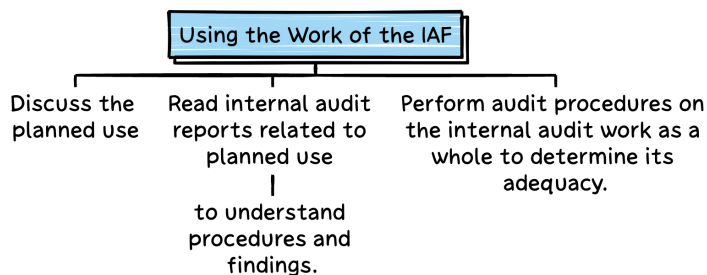 Using the Work of the IAF
Discuss the
planned use
Read internal audit
reports related to
planned use
to understand
procedures and
findings.
Perform audit procedures on
the internal audit work as a
whole to determine its
adequacy.